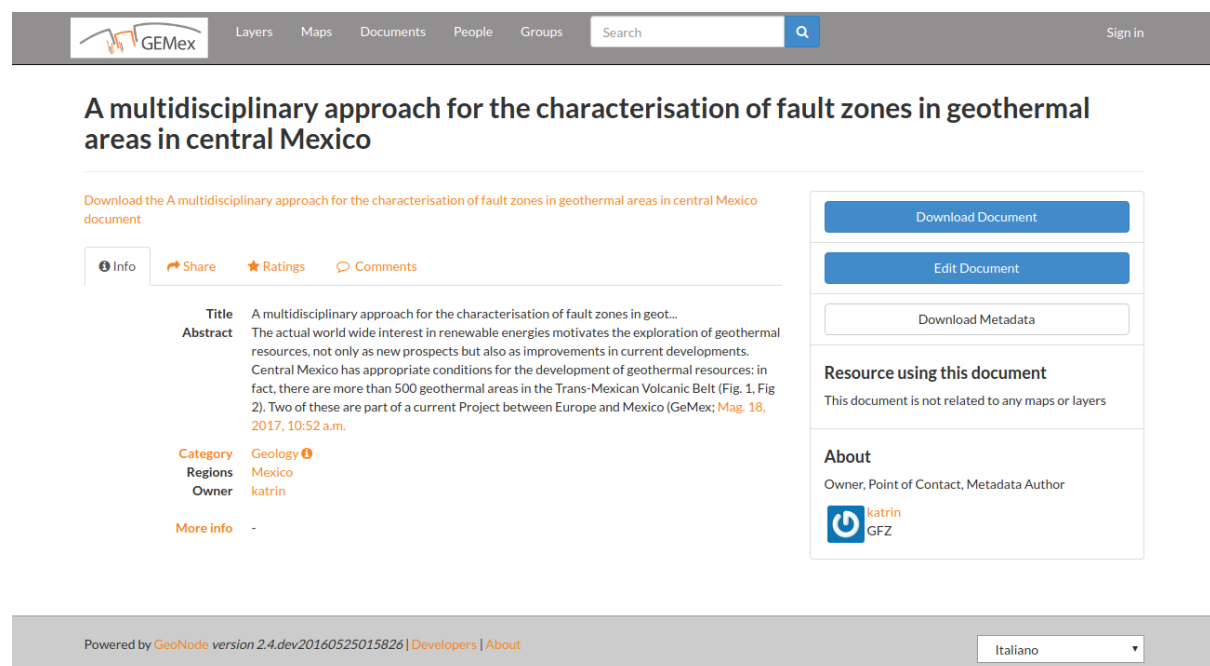 GEMex
Layers Maps Documents People Groups Search Sign in
A multidisciplinary approach for the characterisation of fault zones in geothermal
areas in central Mexico
Download the A multidisciplinary approach for the characterisation of fault zones in geothermal areas in central Mexico
document
Info Share Ratings Comments
Title A multidisciplinary approach for the characterisation of fault zones in geot...
Abstract The actual world wide interest in renewable energies motivates the exploration of geothermal
resources, not only as new prospects but also as improvements in current developments.
Central Mexico has appropriate conditions for the development of geothermal resources: in
fact, there are more than 500 geothermal areas in the Trans-Mexican Volcanic Belt (Fig. 1, Fig
2). Two of these are part of a current Project between Europe and Mexico (GeMex; Mag. 18,
2017, 10:52 a.m.
Category Geology
Regions Mexico
Owner katrin
More info -
Download Document
Edit Document
Download Metadata
Resource using this document
This document is not related to any maps or layers
About
Owner, Point of Contact, Metadata Author
katrin
GFZ
Powered by GeoNode version 2.4.dev20160525015826 | Developers | About
Italiano